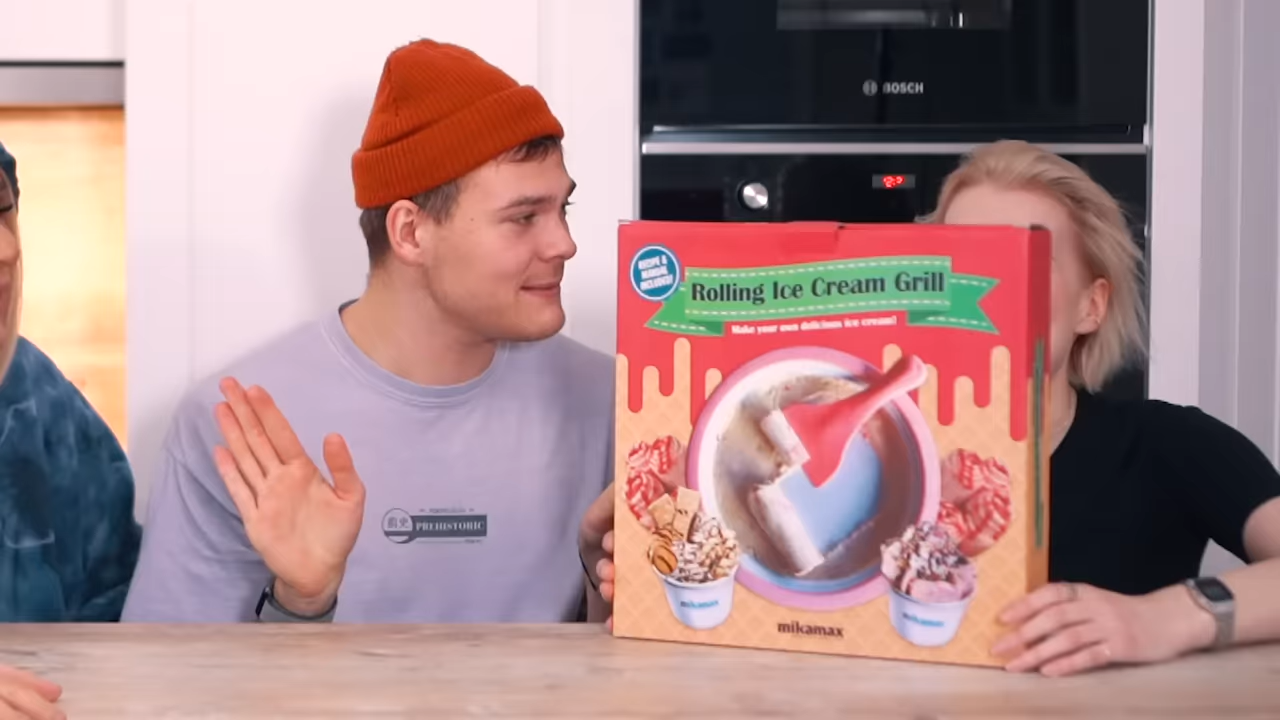 BOSCH
RECIPE &
MANUAL
INCLUDED!
Rolling Ice Cream Grill
Make your own delicious ice cream!
PREHISTORIC
mikamax
mikamax
mikamax